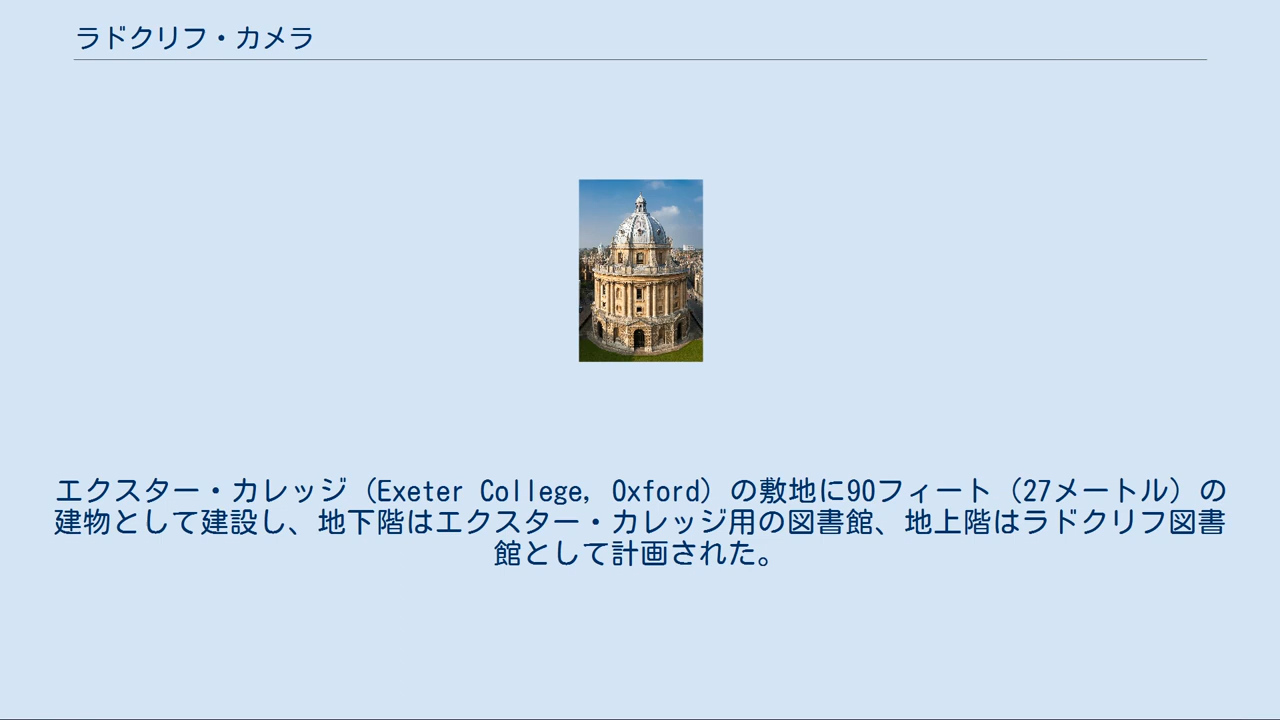 ラドクリフ・カメラ
エクスター・カレッジ（Exeter College, Oxford）の敷地に90フィート（27メートル）の
建物として建設し、地下階はエクスター・カレッジ用の図書館、地上階はラドクリフ図書
館として計画された。